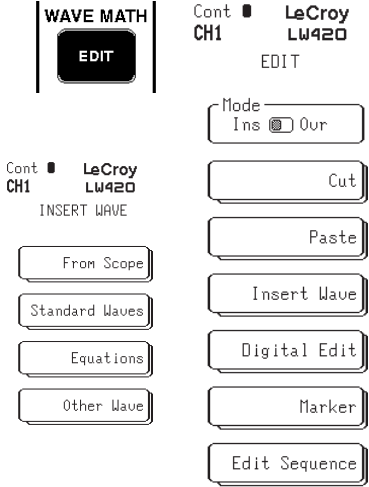 WAVE MATH
EDIT
Cont LeCroy
CH1 LW420
INSERT WAVE
From Scope
Standard Waves
Equations
Other Wave
Cont LeCroy
CH1 LW420
EDIT
Mode
Ins Ovr
Cut
Paste
Insert Wave
Digital Edit
Marker
Edit Sequence